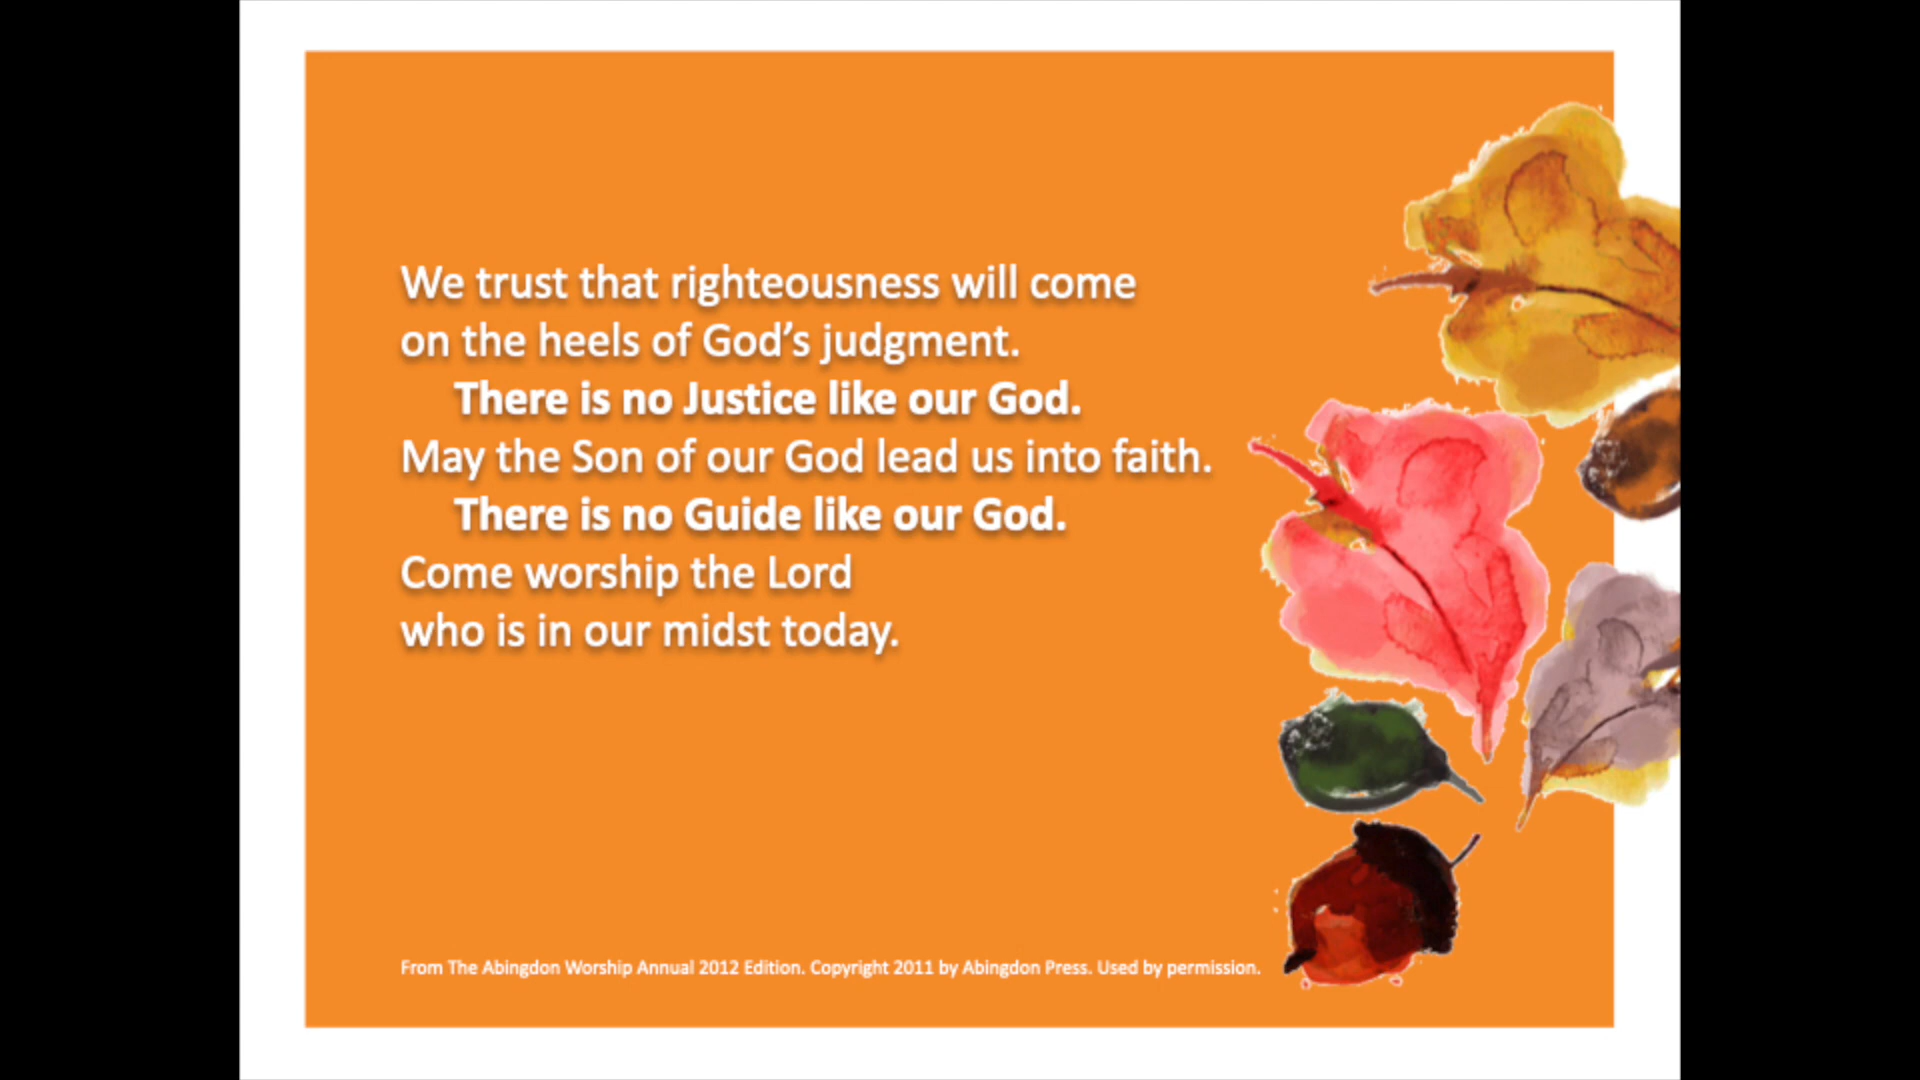 We trust that righteousness will come
on the heels of God’s judgment.
There is no Justice like our God.
May the Son of our God lead us into faith.
There is no Guide like our God.
Come worship the Lord
who is in our midst today.
From The Abingdon Worship Annual 2012 Edition. Copyright 2011 by Abingdon Press. Used by permission.